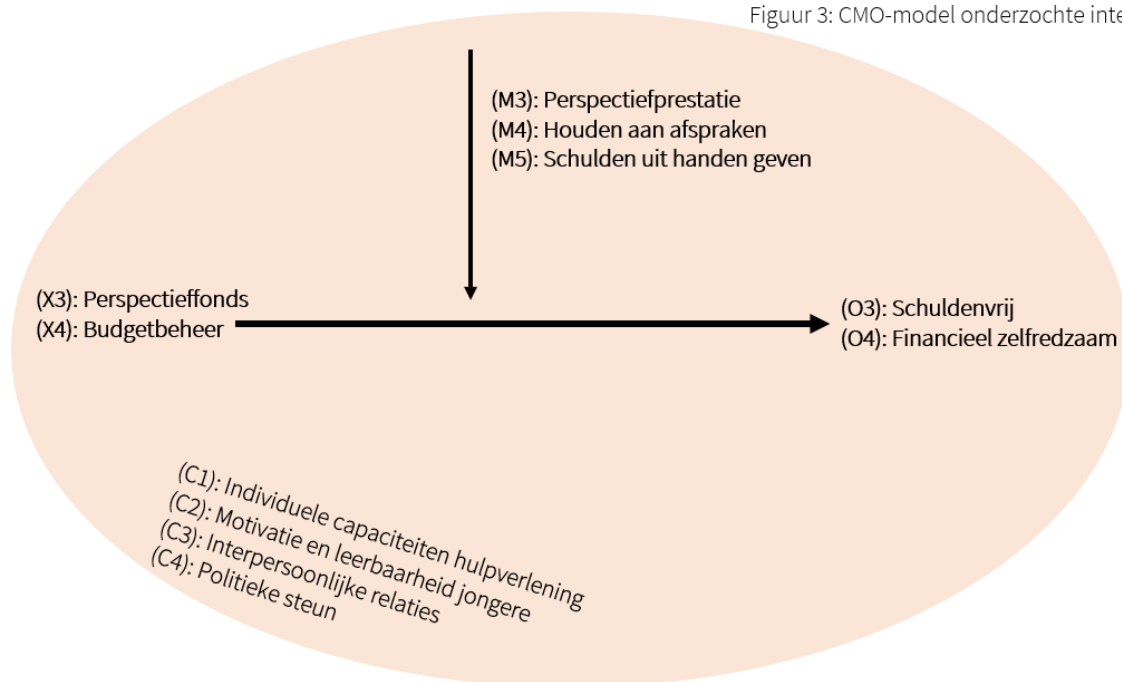 Figuur 3: CMO-model onderzochte inte
(M3): Perspectiefprestatie
(M4): Houden aan afspraken
(M5): Schulden uit handen geven
(X3): Perspectieffonds
(X4): Budgetbeheer
(O3): Schuldenvrij
(O4): Financieel zelfredzaam
(C1): Individuele capaciteiten hulpverlening
(C2): Motivatie en leerbaarheid jongere
(C3): Interpersoonlijke relaties
(C4): Politieke steun